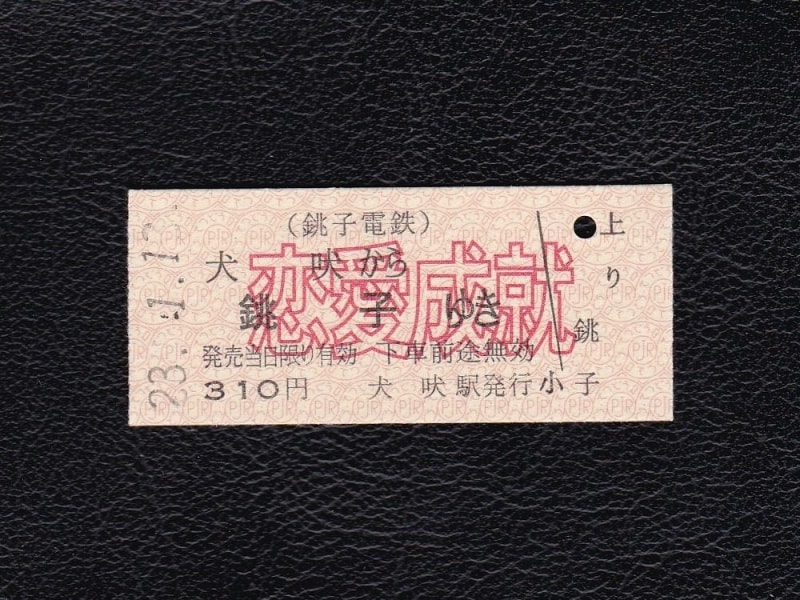 23.-1.1
(銚子電鉄)
犬吠から
銚子ゆき
恋愛成就
発売当日限り有効 下車前途無効
310円 犬吠駅発行
上り
銚子
小